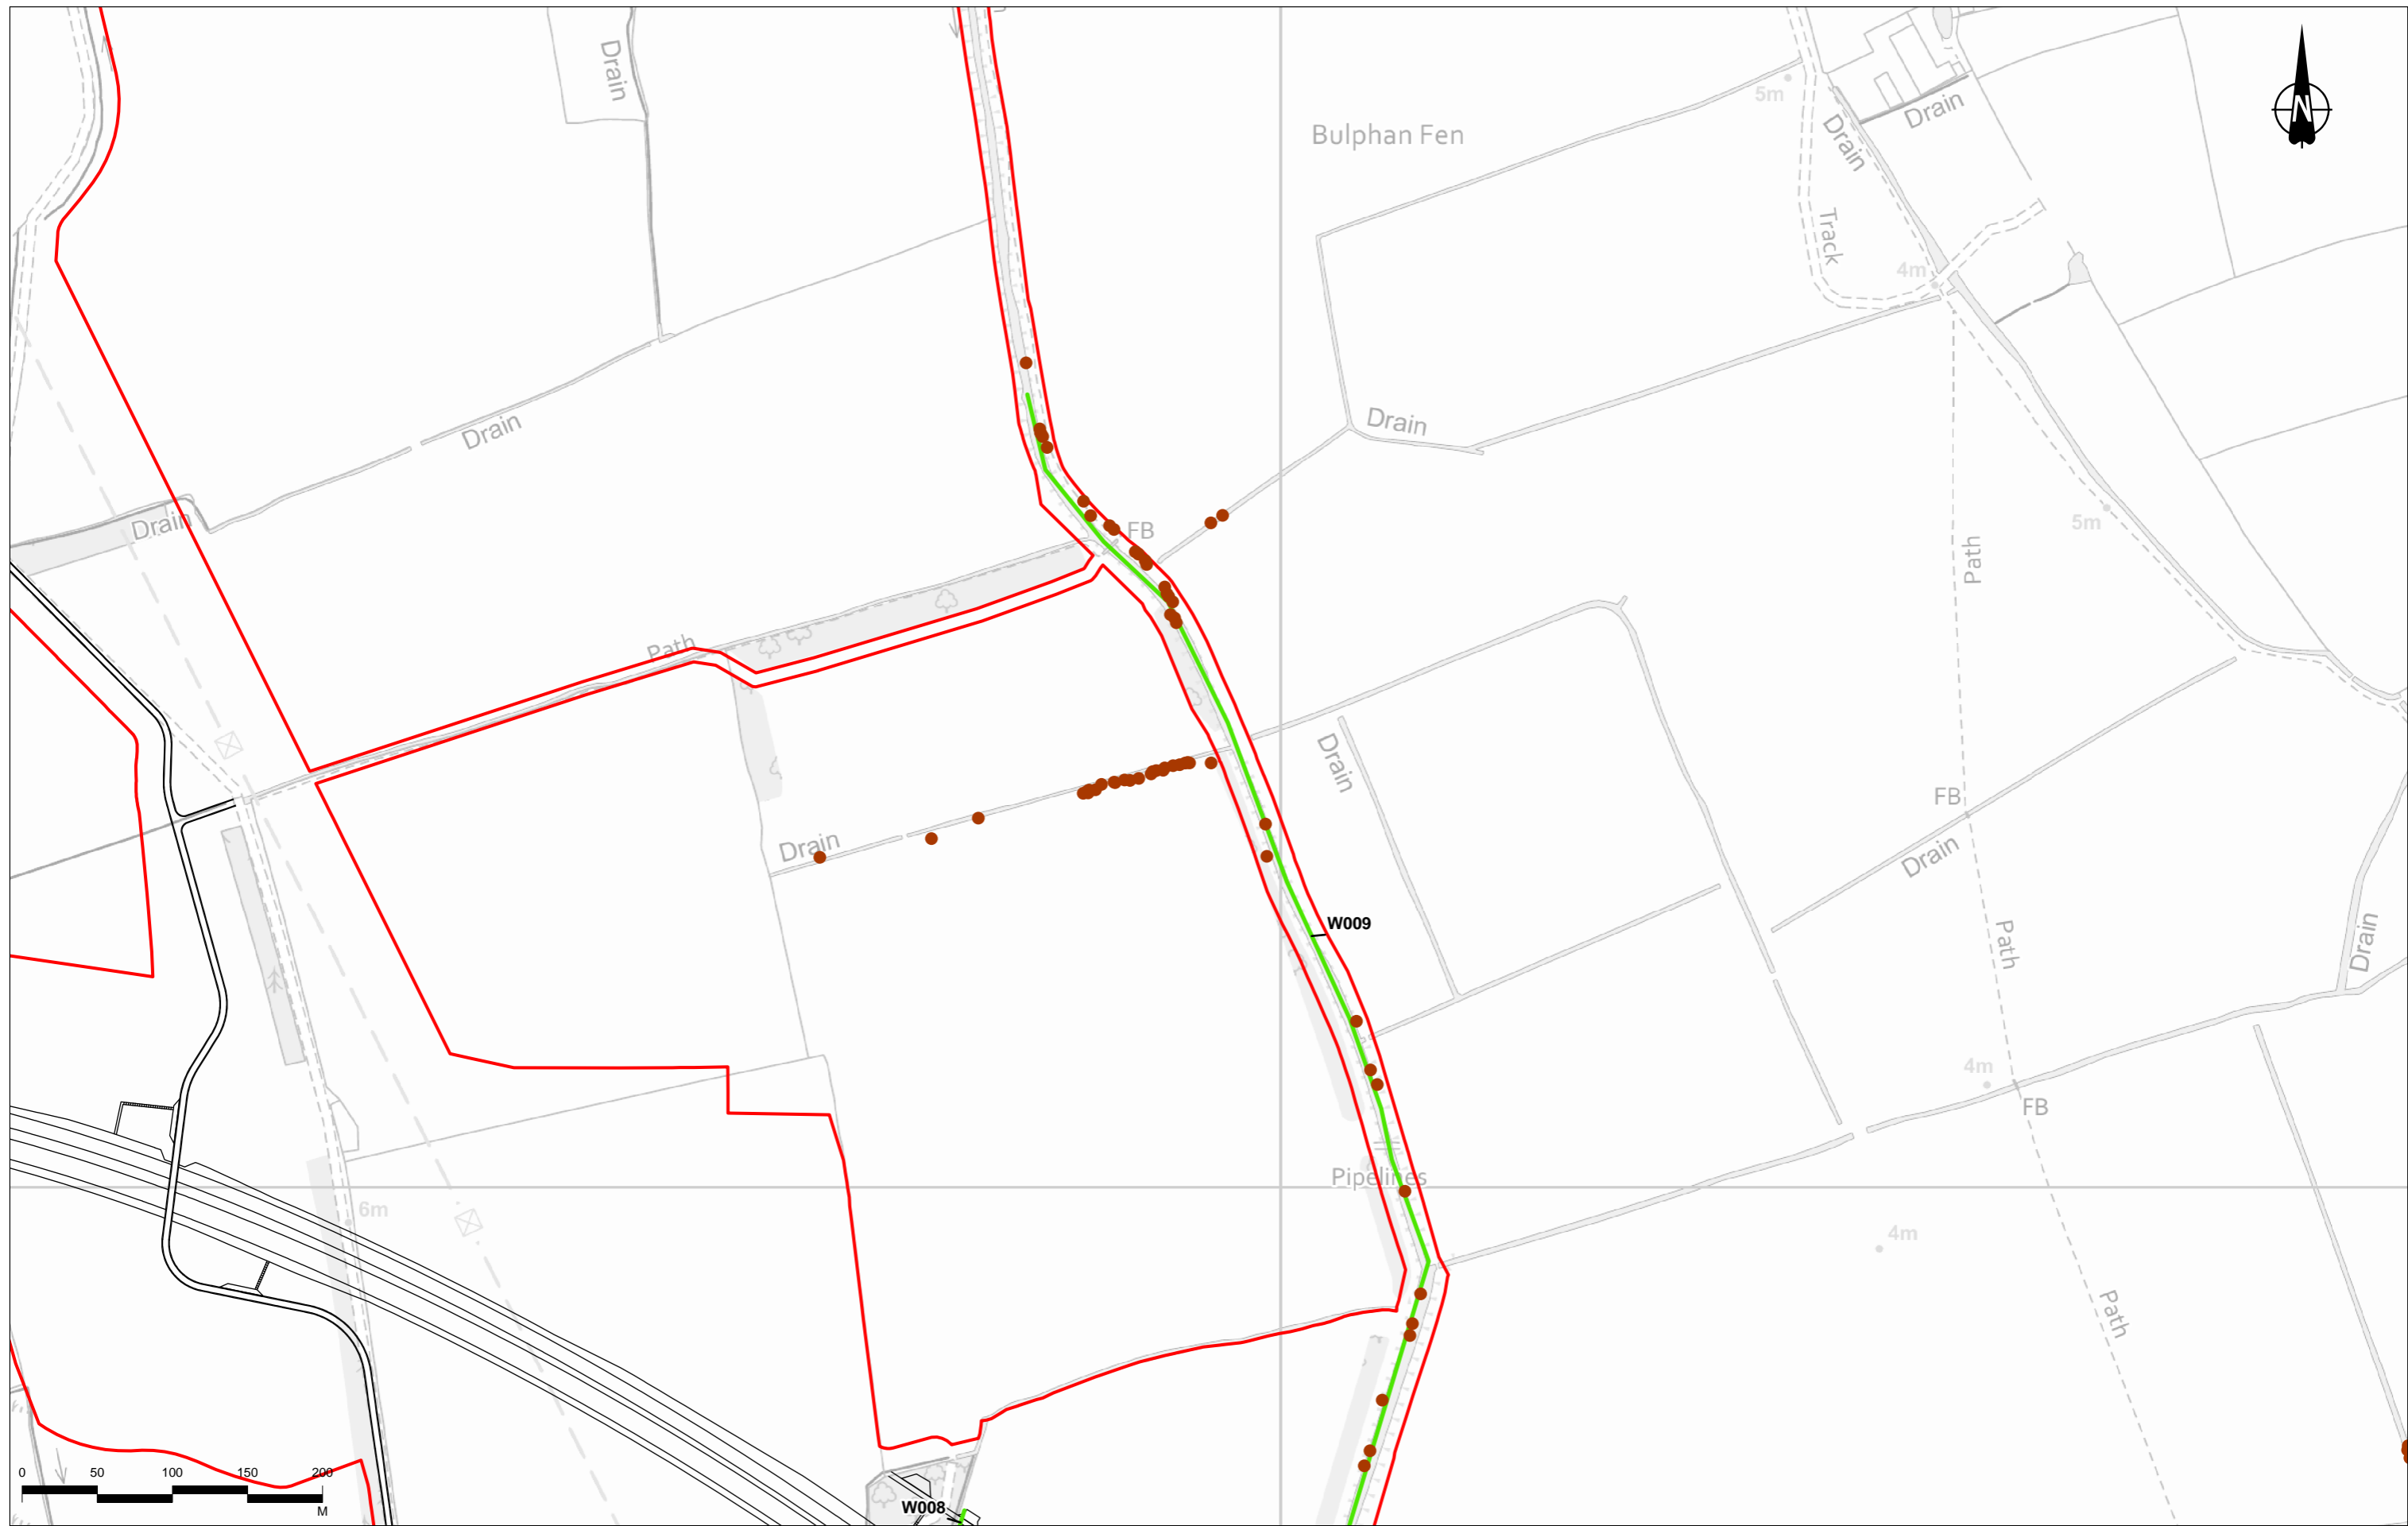 Drain
5m
Drain
Drain
Bulphan Fen
N
Track
4m
Drain
Drain
Drain
5m
FB
Path
Path
Drain
FB
Drain
Drain
W009
Path
Drain
4m
FB
Pipelines
6m
4m
Path
0 50 100 150 200
M
W008